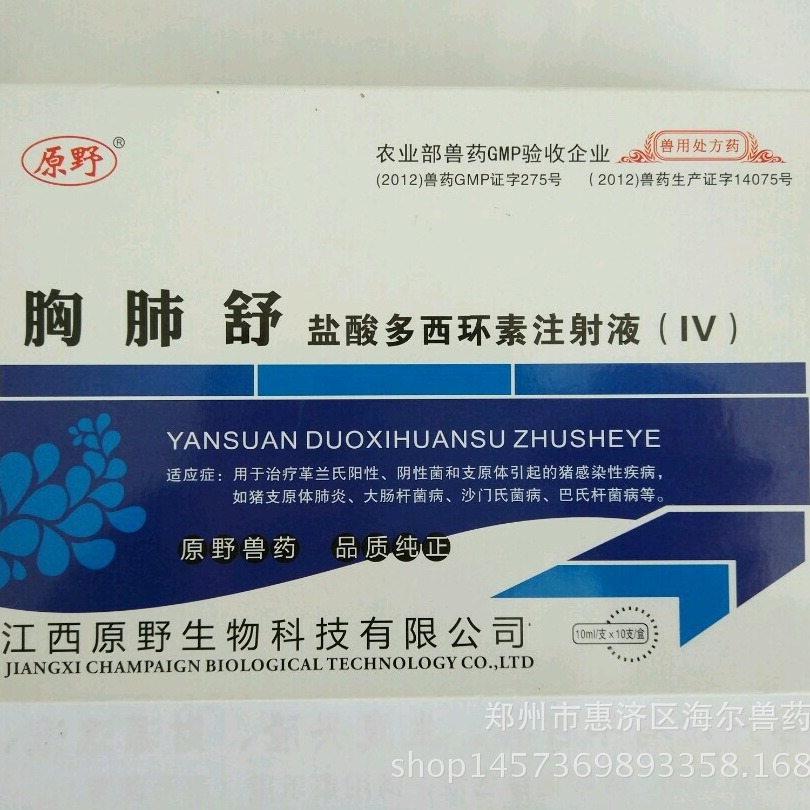 原野®
农业部兽药GMP验收企业
兽用处方药
(2012)兽药GMP证字275号 (2012)兽药生产证字14075号
胸肺舒 盐酸多西环素注射液(IV)
YANSUAN DUOXIHUANSU ZHUSHEYE
适应症:用于治疗革兰氏阳性、阴性菌和支原体引起的猪感染性疾病,
如猪支原体肺炎、大肠杆菌病、沙门氏菌病、巴氏杆菌病等。
原野兽药 品质纯正
江西原野生物科技有限公司
JIANGXI CHAMPAIGN BIOLOGICAL TECHNOLOGY CO.,LTD
10ml/支×10支/盒
郑州市惠济区海尔兽药
shop1457369893358.168